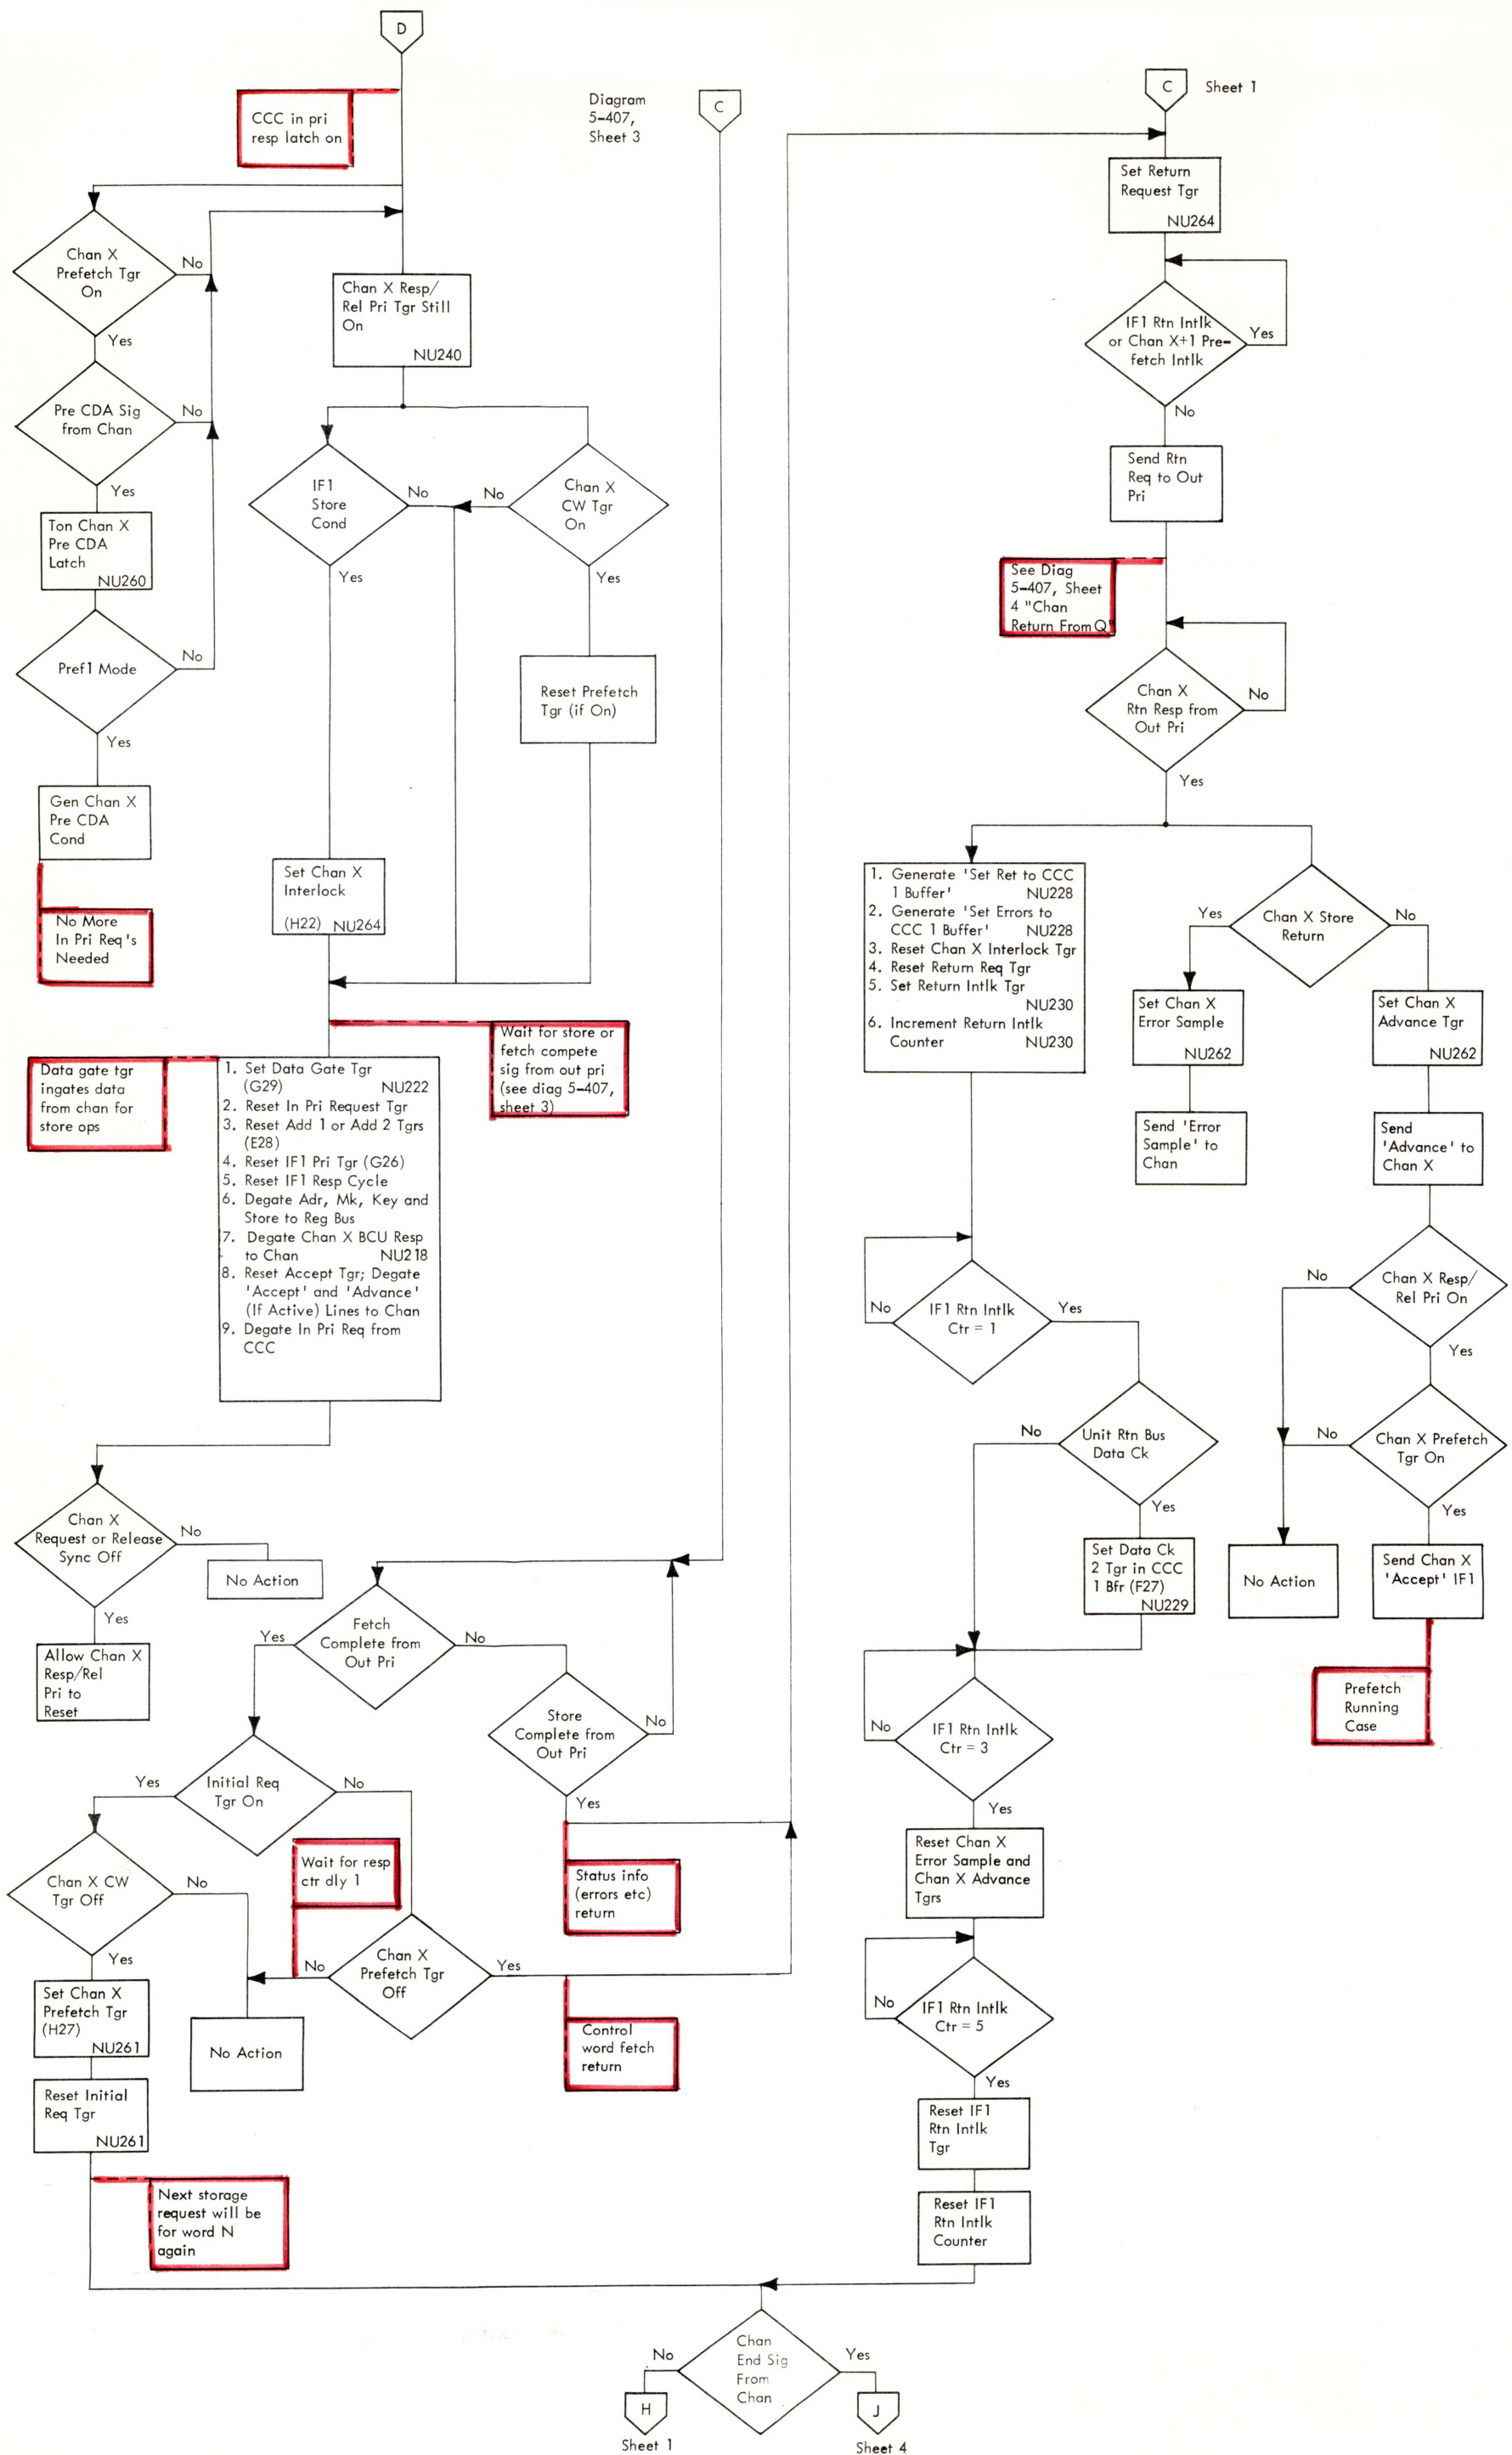 D
CCC in pri
resp latch on
Chan X
Prefetch Tgr
On
No
Yes
Pre CDA Sig
from Chan
No
Yes
Ton Chan X
Pre CDA
Latch
NU260
Pref1 Mode
No
Yes
Gen Chan X
Pre CDA
Cond
No More
In Pri Req's
Needed
Chan X Resp/
Rel Pri Tgr Still
On
NU240
IF1
Store
Cond
No
Yes
Chan X
CW Tgr
On
No
Yes
Reset Prefetch
Tgr (if On)
Set Chan X
Interlock
(H22) NU264
Wait for store or
fetch compete
sig from out pri
(see diag 5-407,
sheet 3)
Data gate tgr
ingates data
from chan for
store ops
1. Set Data Gate Tgr
(G29) NU222
2. Reset In Pri Request Tgr
3. Reset Add 1 or Add 2 Tgrs
(E28)
4. Reset IF1 Pri Tgr (G26)
5. Reset IF1 Resp Cycle
6. Degate Adr, Mk, Key and
Store to Reg Bus
7. Degate Chan X BCU Resp
to Chan NU218
8. Reset Accept Tgr; Degate
'Accept' and 'Advance'
(If Active) Lines to Chan
9. Degate In Pri Req from
CCC
Chan X
Request or Release
Sync Off
No
No Action
Yes
Allow Chan X
Resp/Rel
Pri to
Reset
Diagram
5-407,
Sheet 3
C
Fetch
Complete from
Out Pri
Yes
No
Store
Complete from
Out Pri
No
Yes
Status info
(errors etc)
return
Initial Req
Tgr On
Yes
No
Chan X CW
Tgr Off
No
Yes
Wait for resp
ctr dly 1
Chan X
Prefetch Tgr
Off
No
Yes
Control
word fetch
return
No Action
Set Chan X
Prefetch Tgr
(H27)
NU261
Reset Initial
Req Tgr
NU261
Next storage
request will be
for word N
again
C
Sheet 1
Set Return
Request Tgr
NU264
IF1 Rtn Intlk
or Chan X+1 Pre-
fetch Intlk
Yes
No
Send Rtn
Req to Out
Pri
See Diag
5-407, Sheet
4 "Chan
Return From Q"
Chan X
Rtn Resp from
Out Pri
No
Yes
1. Generate 'Set Ret to CCC
1 Buffer' NU228
2. Generate 'Set Errors to
CCC 1 Buffer' NU228
3. Reset Chan X Interlock Tgr
4. Reset Return Req Tgr
5. Set Return Intlk Tgr
NU230
6. Increment Return Intlk
Counter NU230
Chan X Store
Return
Yes
No
Set Chan X
Error Sample
NU262
Send 'Error
Sample' to
Chan
Set Chan X
Advance Tgr
NU262
Send
'Advance' to
Chan X
Chan X Resp/
Rel Pri On
No
Yes
Chan X Prefetch
Tgr On
No
Yes
No Action
Send Chan X
'Accept' IF1
Prefetch
Running
Case
IF1 Rtn Intlk
Ctr = 1
No
Yes
Unit Rtn Bus
Data Ck
No
Yes
Set Data Ck
2 Tgr in CCC
1 Bfr (F27)
NU229
IF1 Rtn Intlk
Ctr = 3
No
Yes
Reset Chan X
Error Sample and
Chan X Advance
Tgrs
IF1 Rtn Intlk
Ctr = 5
No
Yes
Reset IF1
Rtn Intlk
Tgr
Reset IF1
Rtn Intlk
Counter
Chan
End Sig
From
Chan
No
Yes
H
Sheet 1
J
Sheet 4